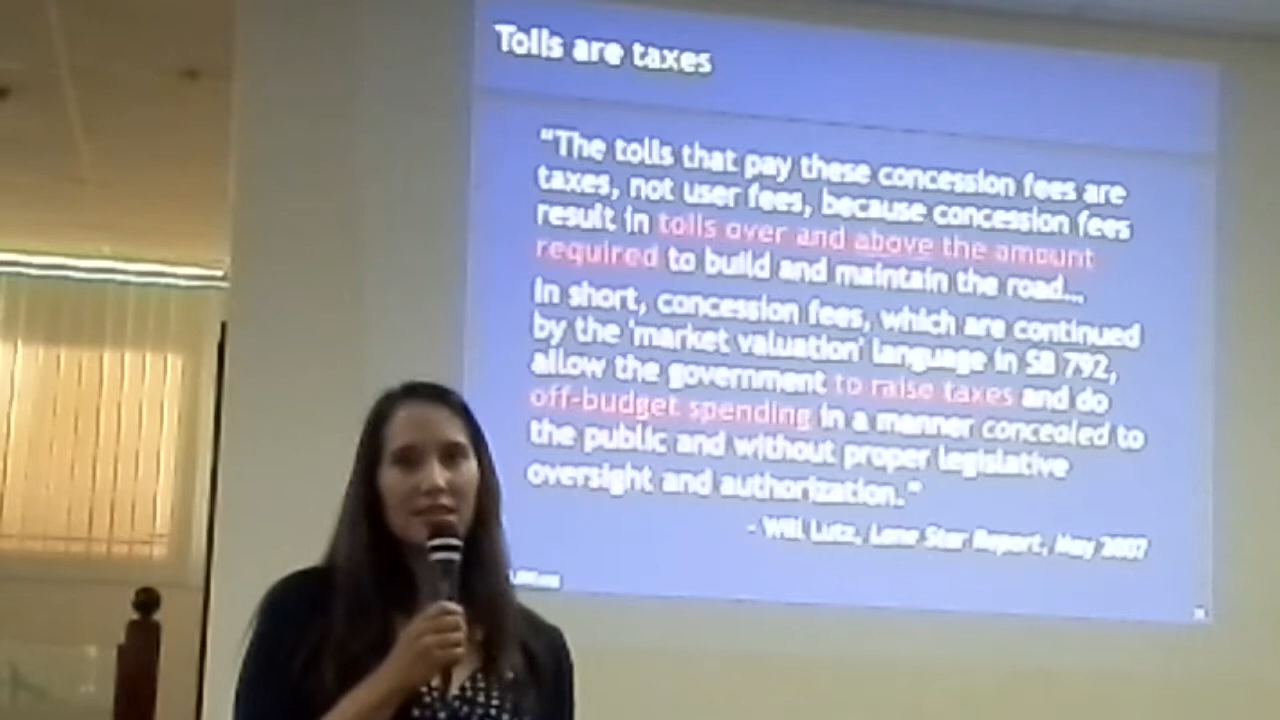 Tolls are taxes
“The tolls that pay these concession fees are
taxes, not user fees, because concession fees
result in tolls over and above the amount
required to build and maintain the road...
In short, concession fees, which are continued
by the 'market valuation' language in SB 792,
allow the government to raise taxes and do
off-budget spending in a manner concealed to
the public and without proper legislative
oversight and authorization.”
- Will Lutz, Lone Star Report, May 2007